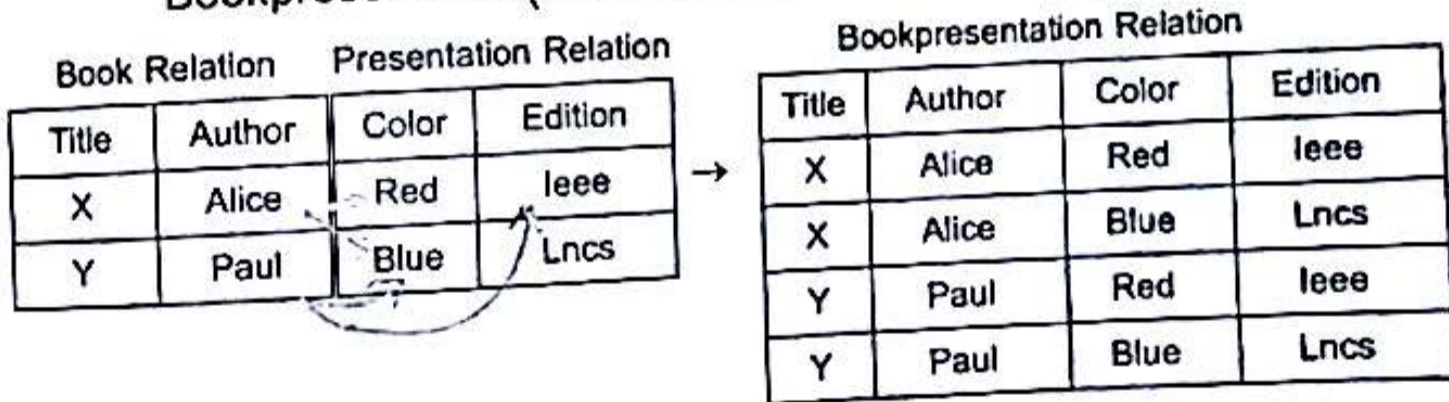 Book Relation Presentation Relation
Title Author Color Edition
X Alice Red Ieee
Y Paul Blue Lncs
→
Bookpresentation Relation
Title Author Color Edition
X Alice Red Ieee
X Alice Blue Lncs
Y Paul Red Ieee
Y Paul Blue Lncs